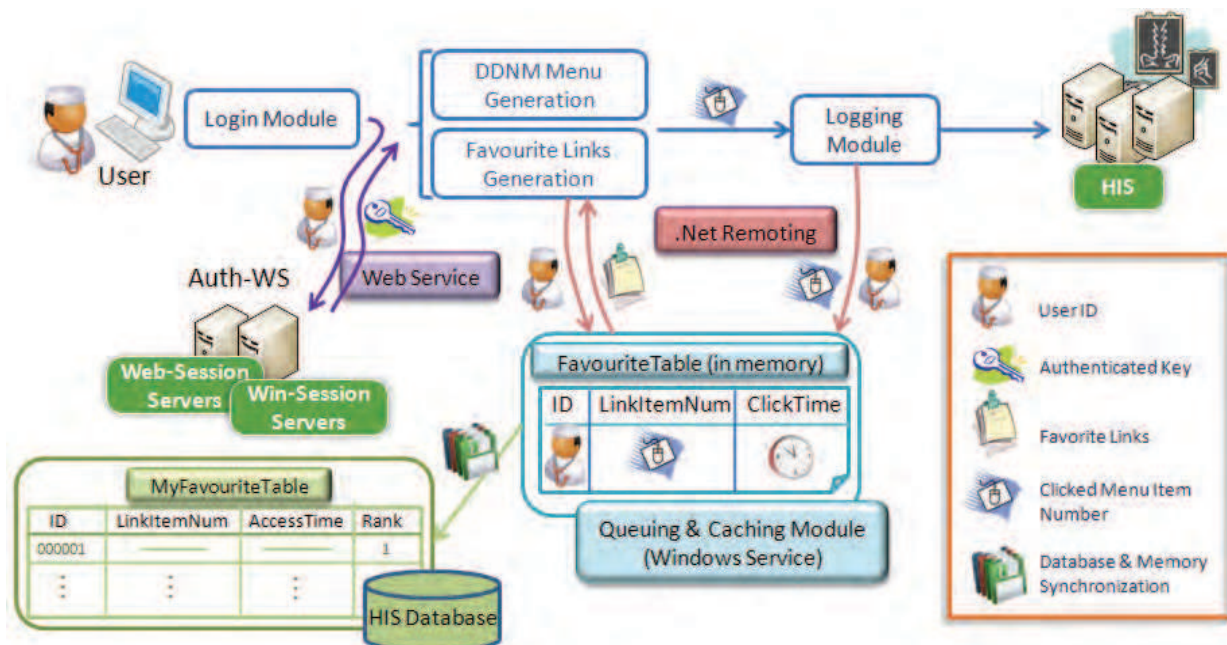 User
Login Module
DDNM Menu
Generation
Favourite Links
Generation
Logging
Module
HIS
.Net Remoting
Web Service
Auth-WS
Web-Session
Servers
Win-Session
Servers
FavouriteTable (in memory)
ID LinkItemNum ClickTime
Queuing & Caching Module
(Windows Service)
MyFavouriteTable
ID LinkItemNum AccessTime Rank
000001 1
HIS Database
User ID
Authenticated Key
Favorite Links
Clicked Menu Item
Number
Database & Memory
Synchronization